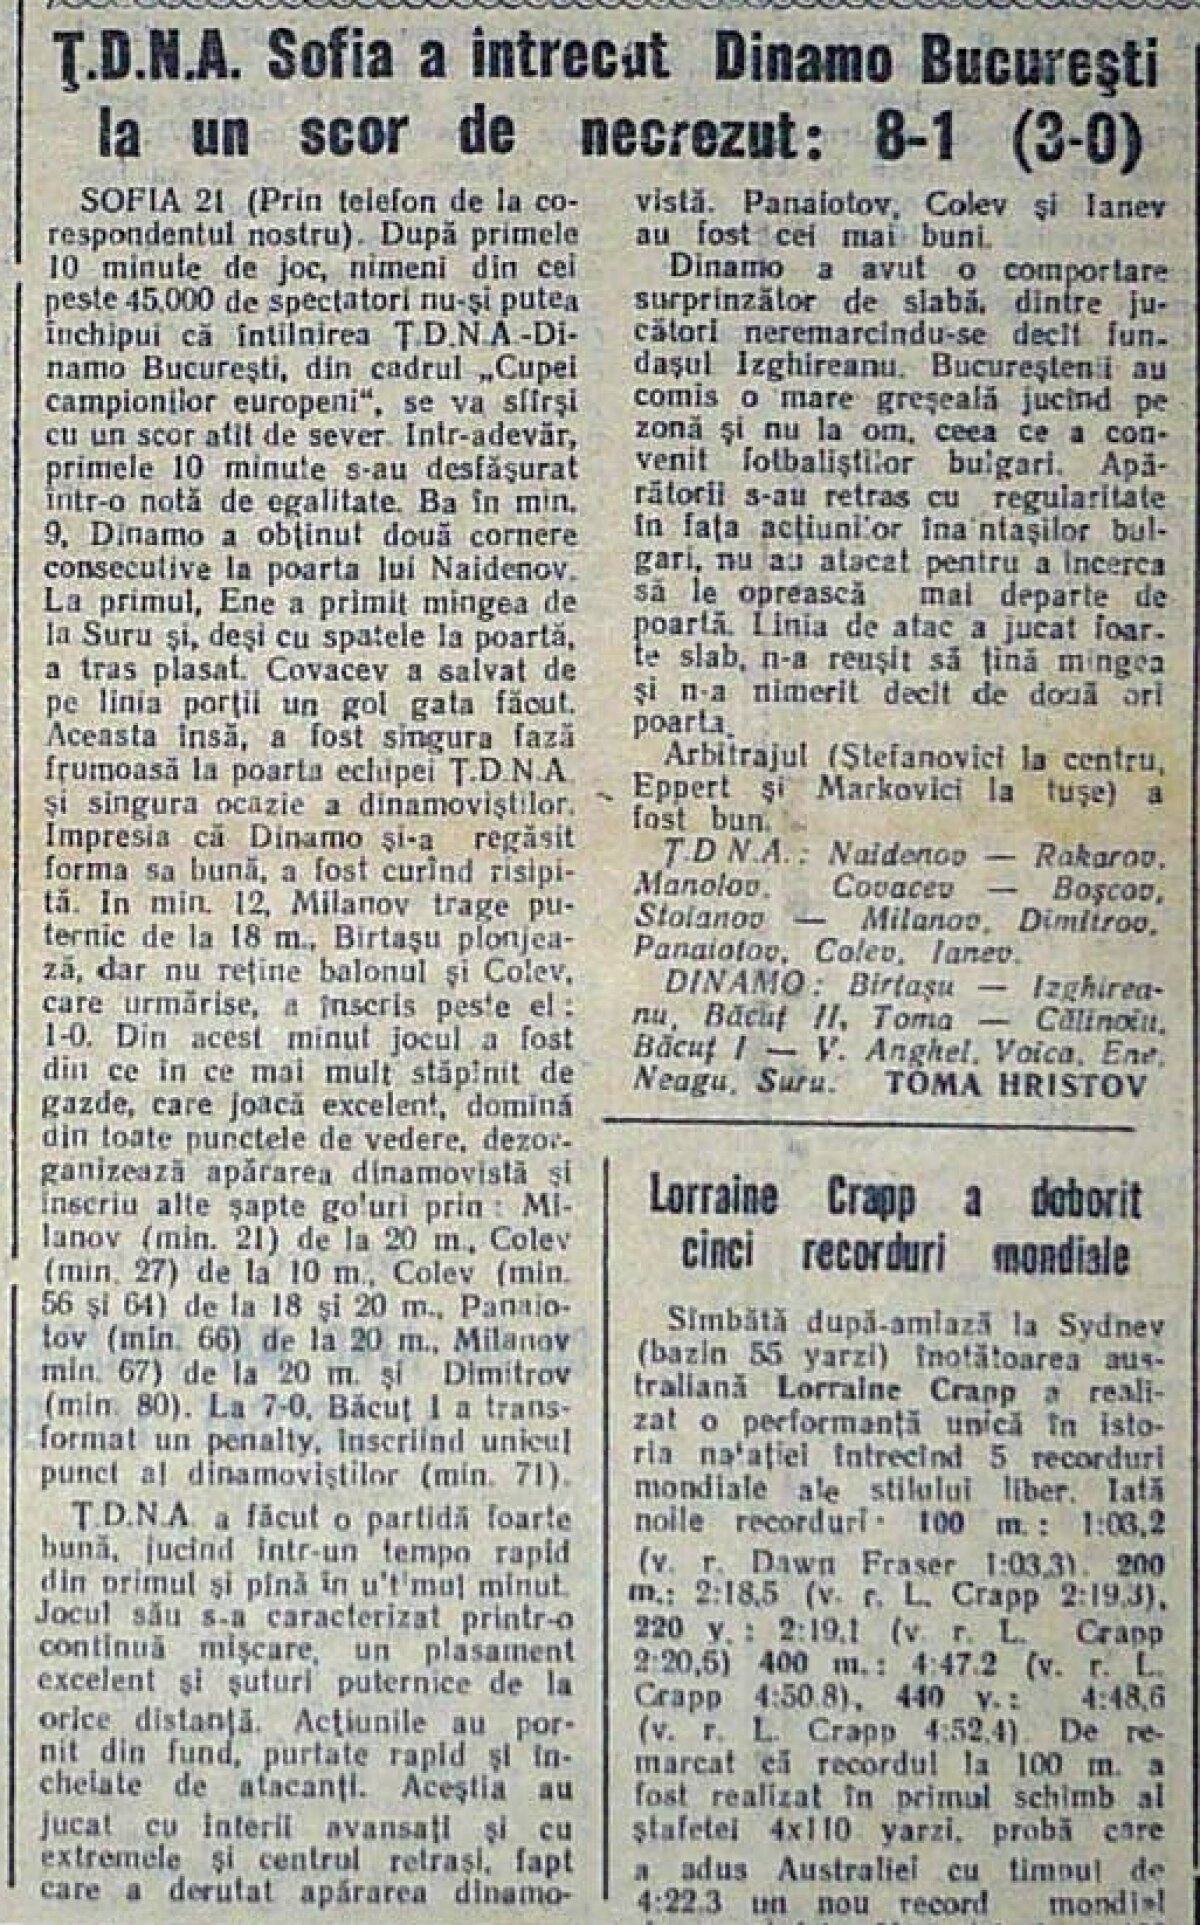 Ţ.D.N.A. Sofia a intrecut Dinamo Bucureşti
la un scor de necrezut: 8-1 (3-0)
SOFIA 21 (Prin telefon de la co-
respondentul nostru). După primele
10 minute de joc, nimeni din cei
peste 45.000 de spectatori nu-şi putea
închipui că întîlnirea Ţ.D.N.A.-Di-
namo Bucureşti, din cadrul „Cupei
campionilor europeni“, se va sfîrşi
cu un scor atît de sever. Intr-adevăr,
primele 10 minute s-au desfăşurat
într-o notă de egalitate. Ba în min.
9, Dinamo a obţinut două cornere
consecutive la poarta lui Naidenov.
La primul, Ene a primit mingea de
la Suru şi, deşi cu spatele la poartă,
a tras plasat. Covacev a salvat de
pe linia porţii un gol gata făcut.
Aceasta însă, a fost singura fază
frumoasă la poarta echipei Ţ.D.N.A.
şi singura ocazie a dinamoviştilor.
Impresia că Dinamo şi-a regăsit
forma sa bună, a fost curînd risipi-
tă. In min. 12, Milanov trage pu-
ternic de la 18 m., Birtaşu plonjea-
ză, dar nu reţine balonul şi Colev,
care urmărise, a înscris peste el :
1-0. Din acest minut jocul a fost
din ce în ce mai mult stăpînit de
gazde, care joacă excelent, domină
din toate punctele de vedere, dezor-
ganizează apărarea dinamovistă şi
înscriu alte şapte goluri prin : Mi-
lanov (min. 21) de la 20 m., Colev
(min. 27) de la 10 m., Colev (min.
56 şi 64) de la 18 şi 20 m., Panaio-
tov (min. 66) de la 20 m., Milanov
min. 67) de la 20 m. şi Dimitrov
(min. 80). La 7-0, Băcuţ I a trans-
format un penalty, înscriind unicul
punct al dinamoviştilor (min. 71).
Ţ.D.N.A. a făcut o partidă foarte
bună, jucînd într-un tempo rapid
din primul şi pînă în ultimul minut.
Jocul său s-a caracterizat printr-o
continuă mişcare, un plasament
excelent şi şuturi puternice de la
orice distanţă. Acţiunile au por-
nit din fund, purtate rapid şi în-
cheiate de atacanţi. Aceştia au
jucat cu interii avansaţi şi cu
extremele şi centrul retraşi, fapt
care a derutat apărarea dinamo-
vistă. Panaiotov, Colev şi Ianev
au fost cei mai buni.
Dinamo a avut o comportare
surprinzător de slabă, dintre ju-
cători neremarcindu-se decît fun-
daşul Izghireanu. Bucureştenii au
comis o mare greşeală jucînd pe
zonă şi nu la om, ceea ce a con-
venit fotbaliştilor bulgari. Apă-
rătorii s-au retras cu regularitate
în faţa acţiunilor înaintaşilor bul-
gari, nu au atacat pentru a încerca
să le oprească mai departe de
poartă. Linia de atac a jucat foar-
te slab, n-a reuşit să ţină mingea
şi n-a nimerit decît de două ori
poarta.
Arbitrajul (Ştefanovici la centru,
Eppert şi Markovici la tuşe) a
fost bun.
Ţ.D N.A. : Naidenov — Rakarov,
Manolov, Covacev — Boşcov,
Stoianov — Milanov, Dimitrov,
Panaiotov, Colev, Ianev.
DINAMO : Birtaşu — Izghirea-
nu, Băcuţ II, Toma — Călinoiu,
Băcuţ I — V. Anghel, Voica, Ene,
Neagu, Suru. TOMA HRISTOV
Lorraine Crapp a doborît
cinci recorduri mondiale
Sîmbătă după-amiază la Sydney
(bazin 55 yarzi) înotătoarea aus-
traliană Lorraine Crapp a reali-
zat o performanţă unică în isto-
ria nataţiei întrecînd 5 recorduri
mondiale ale stilului liber. Iată
noile recorduri: 100 m. : 1:03,2
(v. r. Dawn Fraser 1:03,3). 200
m.: 2:18,5 (v. r. L. Crapp 2:19,3),
220 y. : 2:19,1 (v. r. L. Crapp
2:20,5) 400 m. : 4:47.2 (v. r. L.
Crapp 4:50.8), 440 y. : 4:48,6
(v. r. L. Crapp 4:52,4). De re-
marcat că recordul la 100 m. a
fost realizat în primul schimb al
ştafetei 4x110 yarzi, probă care
a adus Australiei cu timpul de
4:22.3 un nou record mondial